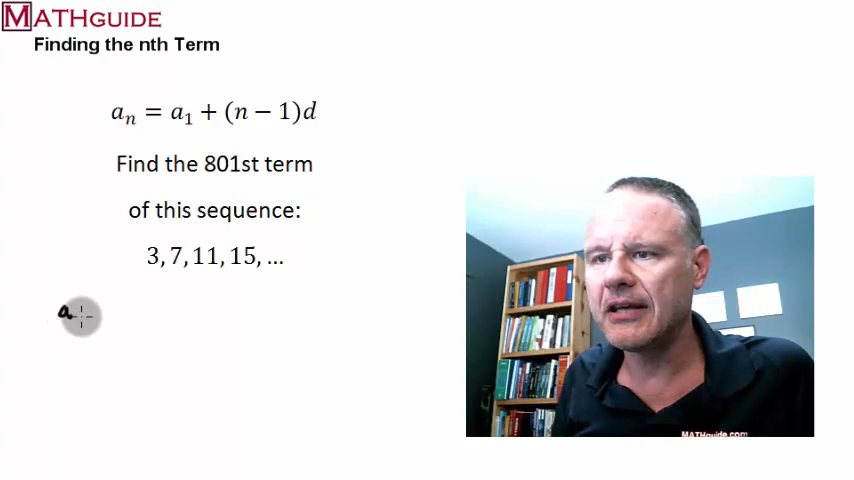 MATHGUIDE
Finding the nth Term
aₙ = a₁ + (n − 1)d
Find the 801st term
of this sequence:
3, 7, 11, 15, ...
a
MATHguide.com